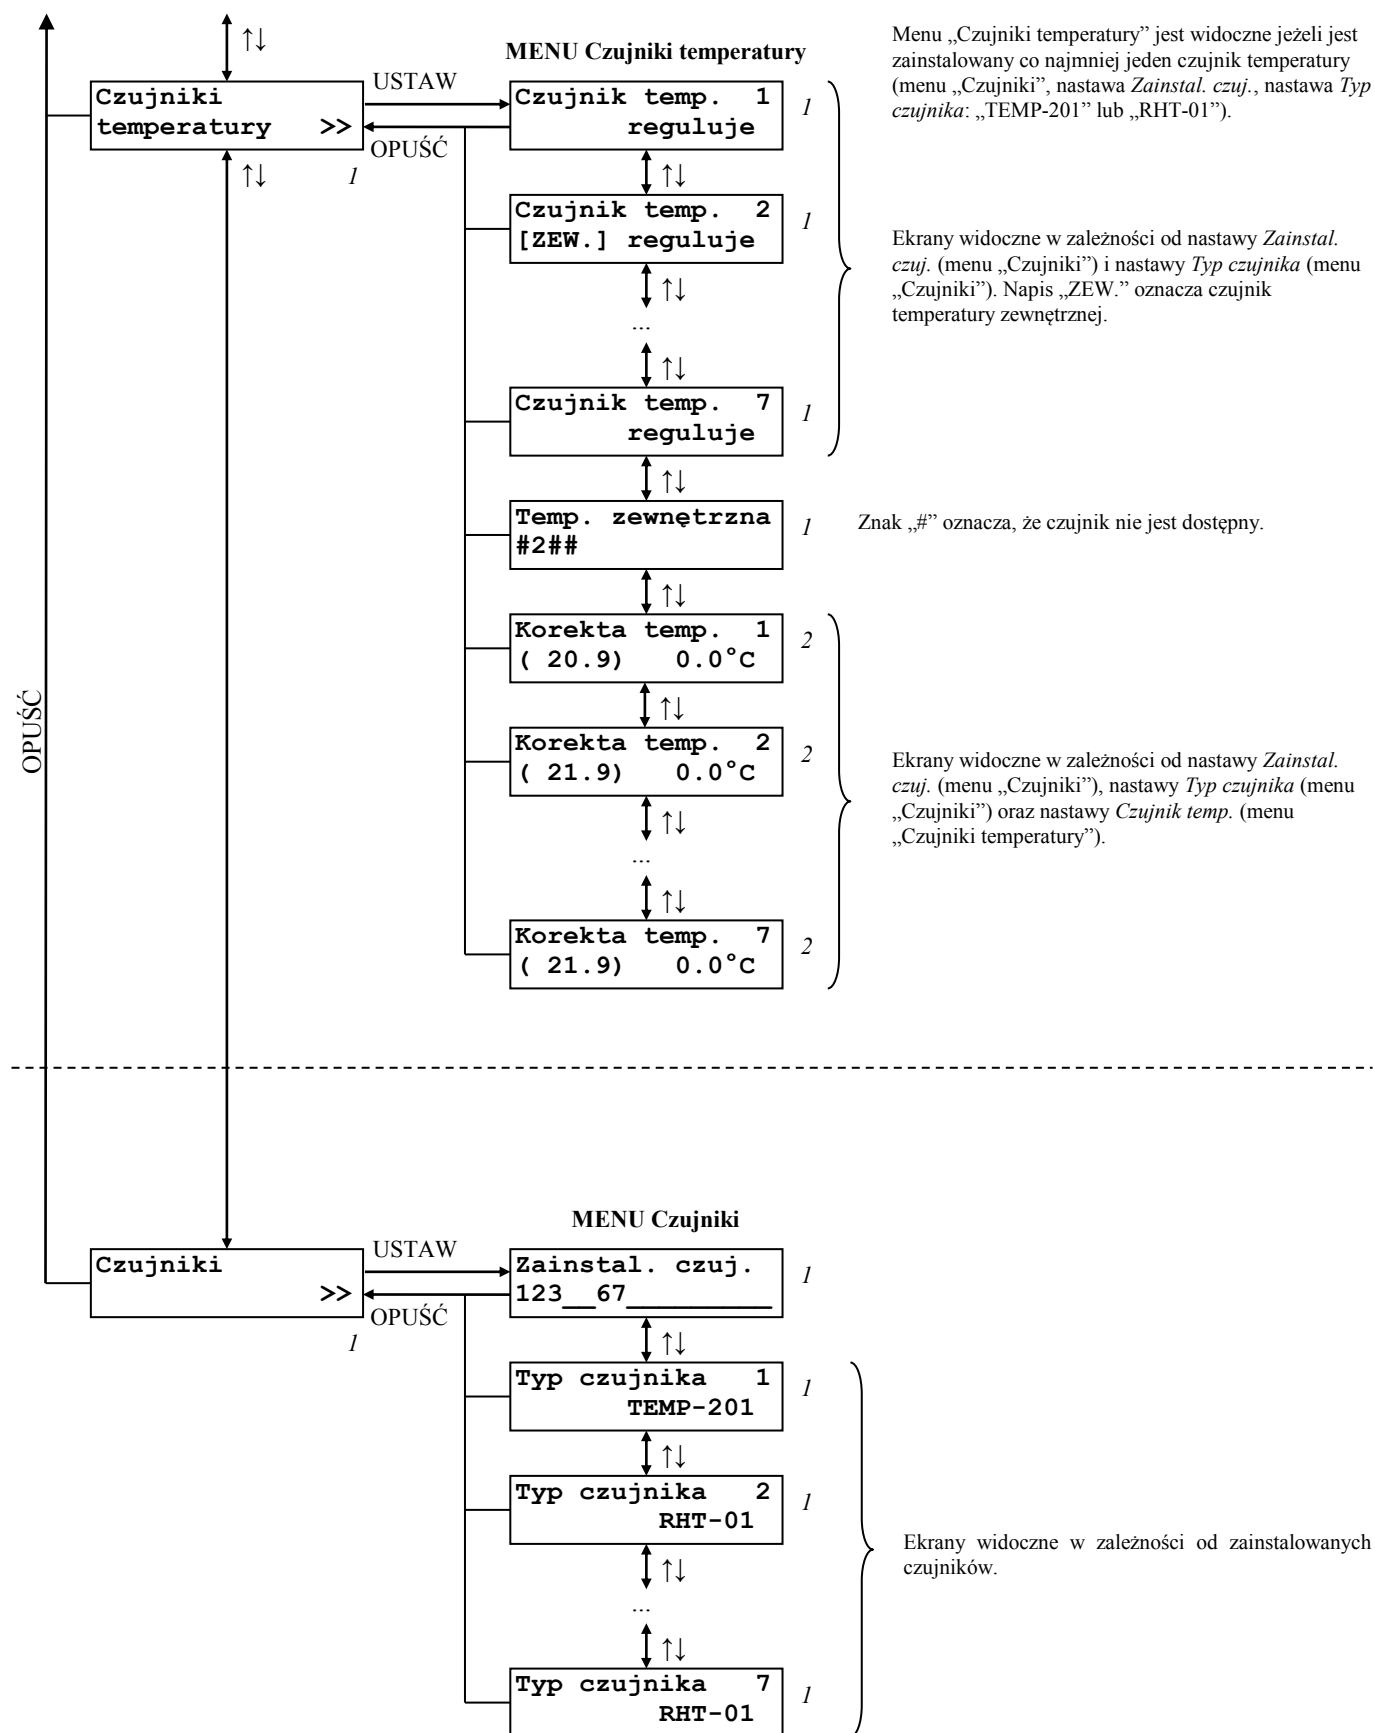 ↑↓
MENU Czujniki temperatury
Menu „Czujniki temperatury” jest widoczne jeżeli jest
zainstalowany co najmniej jeden czujnik temperatury
(menu „Czujniki”, nastawa Zainstal. czuj., nastawa Typ
czujnika: „TEMP-201” lub „RHT-01”).
Czujniki
temperatury >>
1
USTAW
OPUŚĆ
↑↓
Czujnik temp. 1
reguluje
1
↑↓
Czujnik temp. 2
[ZEW.] reguluje
1
↑↓
...
↑↓
Czujnik temp. 7
reguluje
1
Ekrany widoczne w zależności od nastawy Zainstal.
czuj. (menu „Czujniki”) i nastawy Typ czujnika (menu
„Czujniki”). Napis „ZEW.” oznacza czujnik
temperatury zewnętrznej.
↑↓
Temp. zewnętrzna
#2##
1
Znak „#” oznacza, że czujnik nie jest dostępny.
↑↓
Korekta temp. 1
( 20.9) 0.0°C
2
↑↓
Korekta temp. 2
( 21.9) 0.0°C
2
↑↓
...
↑↓
Korekta temp. 7
( 21.9) 0.0°C
2
Ekrany widoczne w zależności od nastawy Zainstal.
czuj. (menu „Czujniki”), nastawy Typ czujnika (menu
„Czujniki”) oraz nastawy Czujnik temp. (menu
„Czujniki temperatury”).
OPUŚĆ
MENU Czujniki
Czujniki
>>
1
USTAW
OPUŚĆ
Zainstal. czuj.
123__67_________
1
↑↓
Typ czujnika 1
TEMP-201
1
↑↓
Typ czujnika 2
RHT-01
1
↑↓
...
↑↓
Typ czujnika 7
RHT-01
1
Ekrany widoczne w zależności od zainstalowanych
czujników.